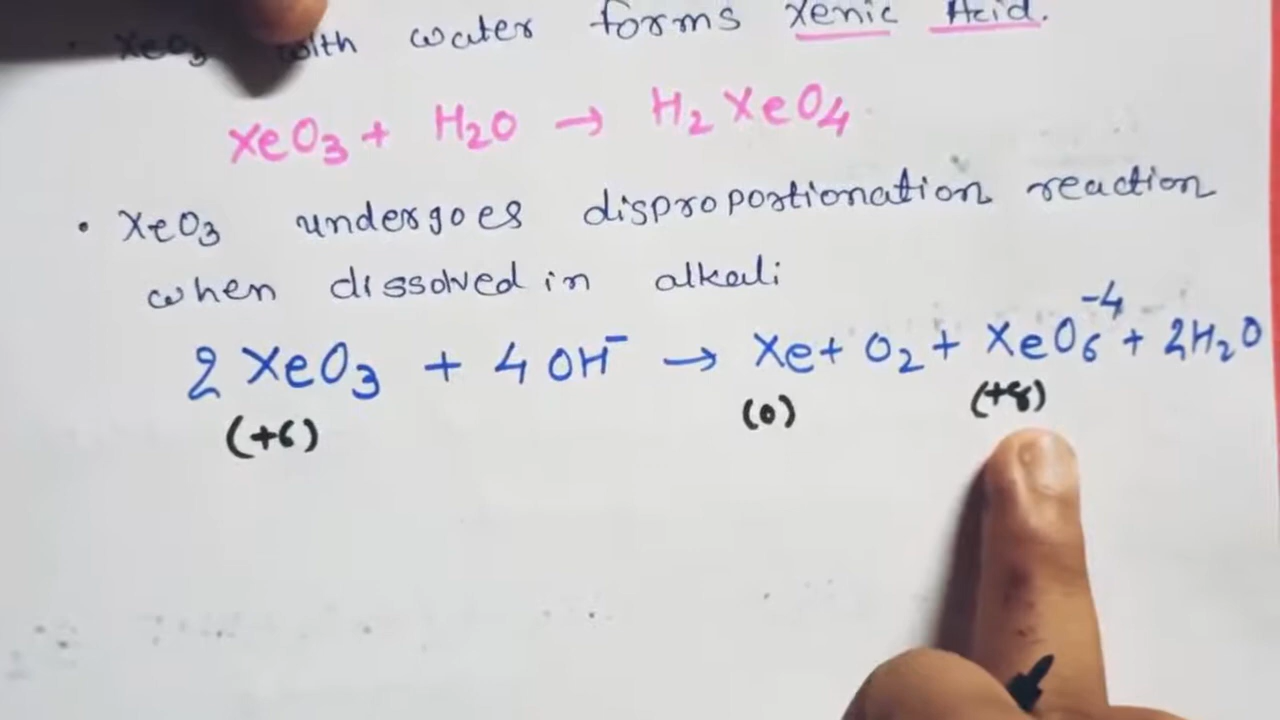 • XeO₃ with water forms Xenic Acid.
XeO₃ + H₂O → H₂XeO₄
• XeO₃ undergoes disproportionation reaction
when dissolved in alkali
2XeO₃ + 4OH⁻ → Xe + O₂ + XeO₆⁻⁴ + 2H₂O
(+6) (0) (+8)